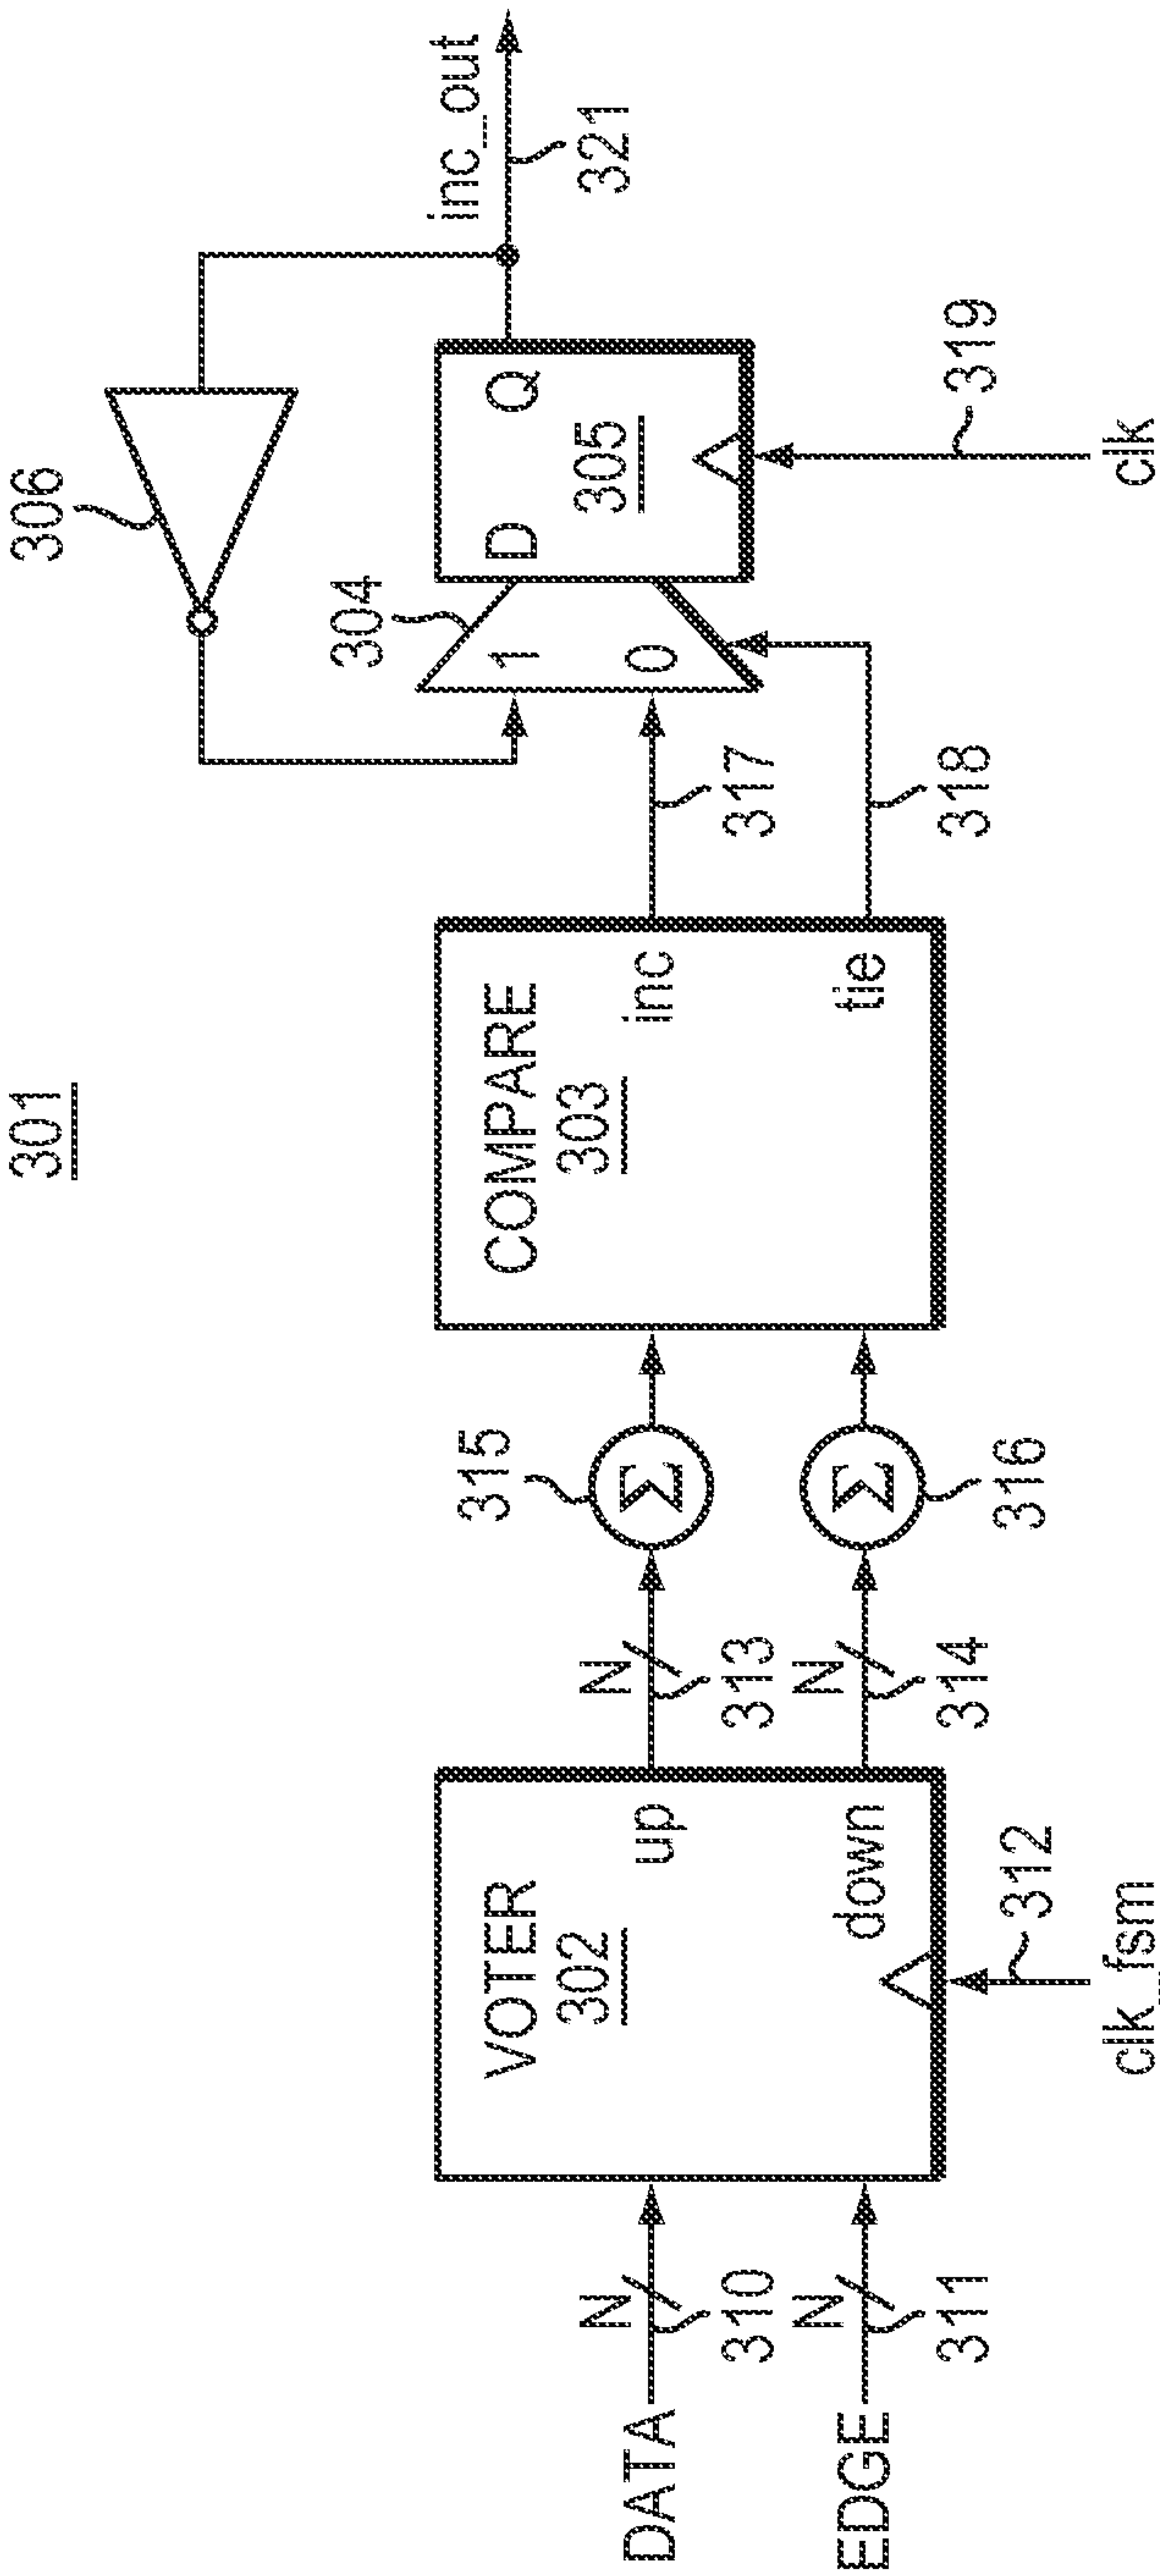 301
DATA
N
310
EDGE
N
311
VOTER
302
up
down
clk_fsm
312
N
313
N
314
315
Σ
316
Σ
COMPARE
303
inc
tie
317
318
304
1
0
306
D
Q
305
clk
319
inc_out
321